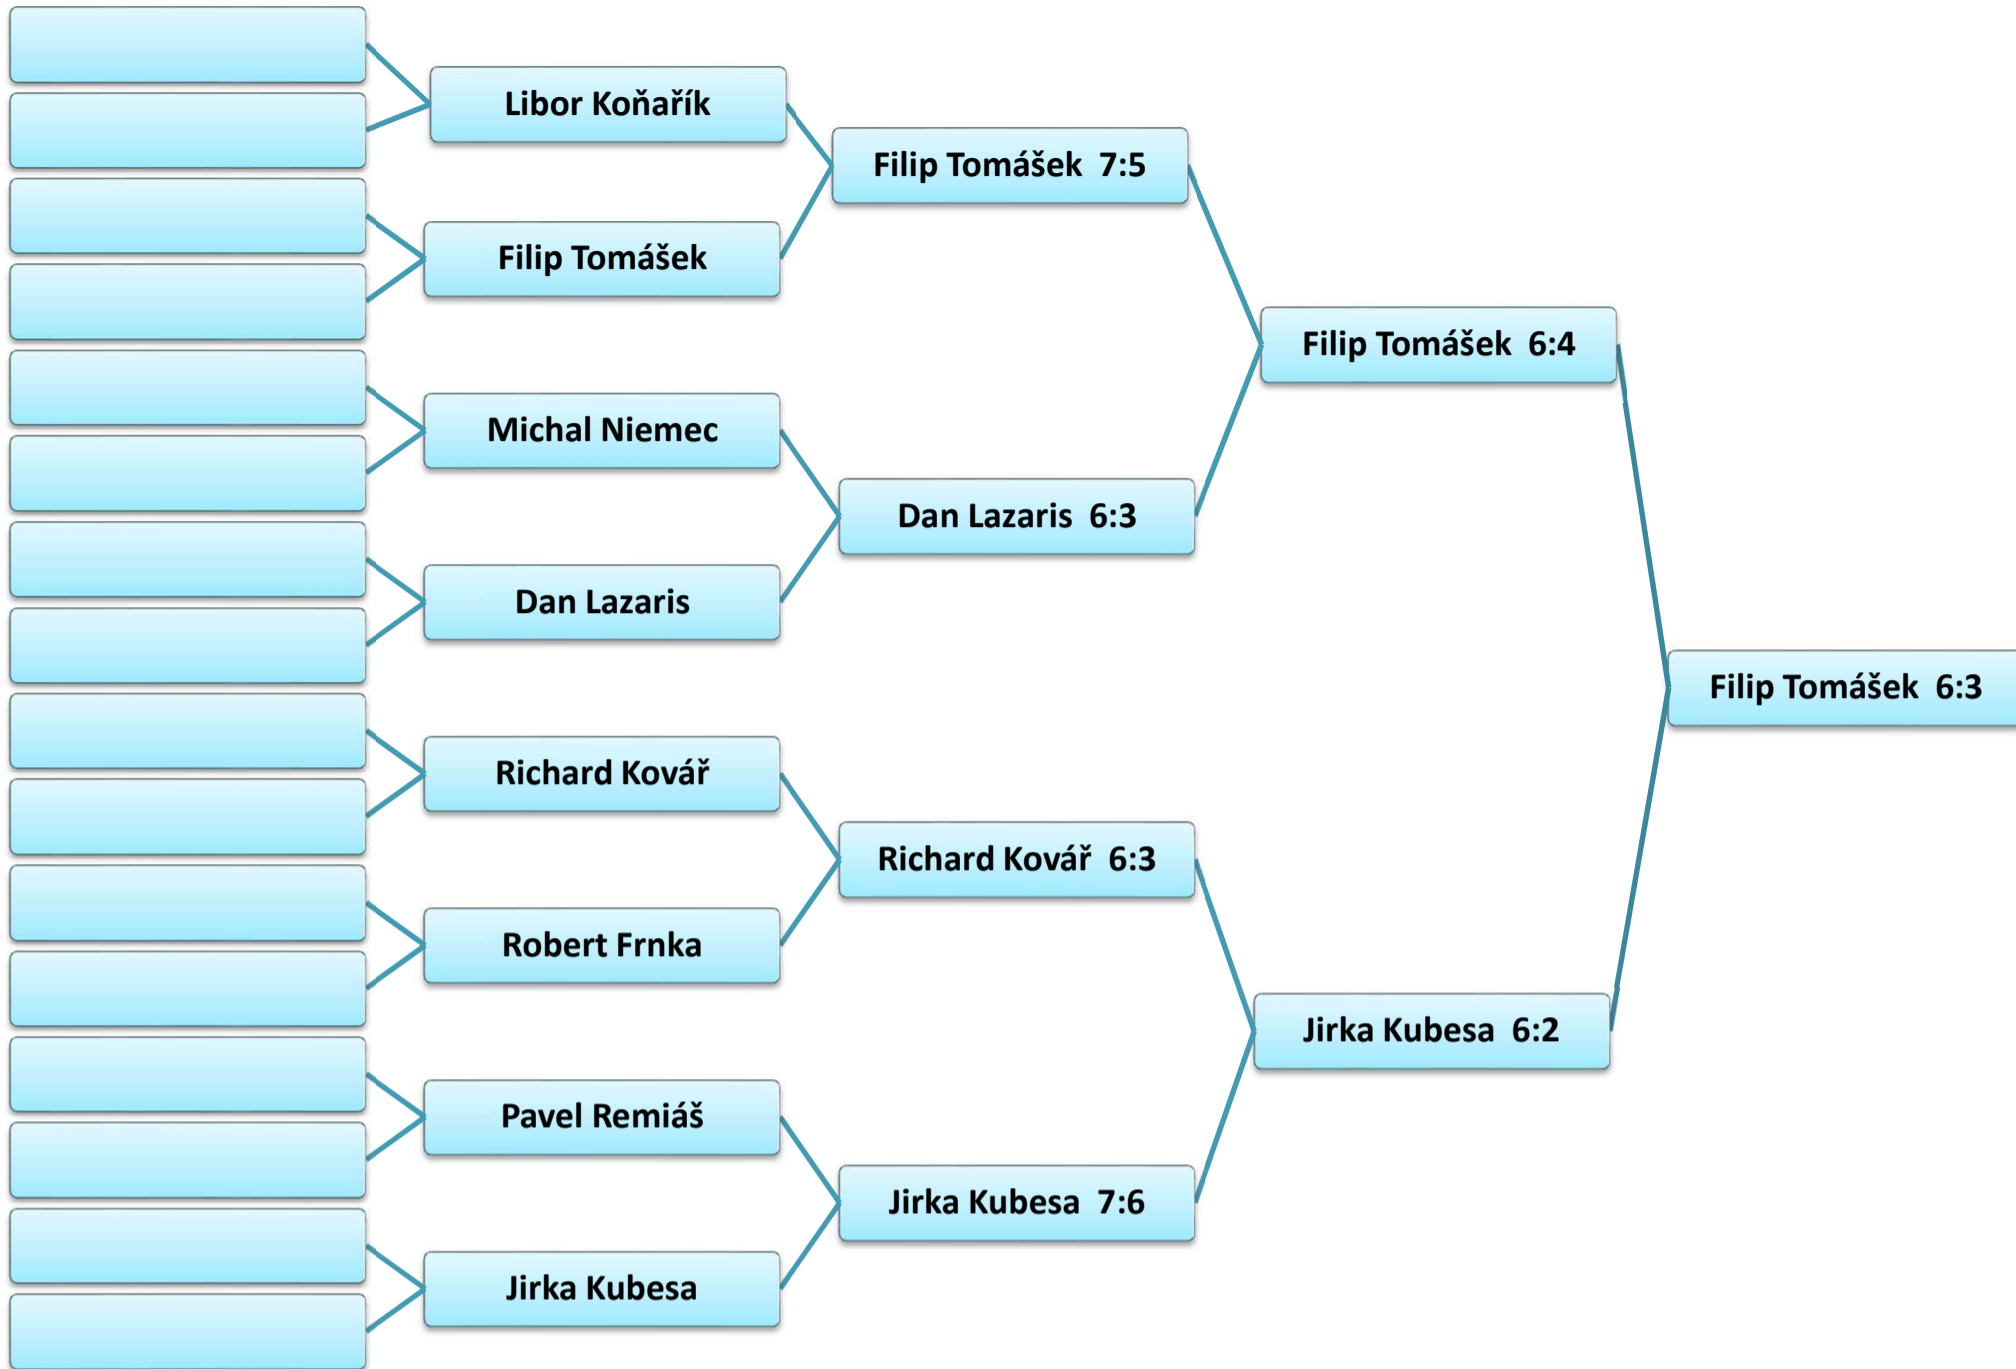 Libor Koňařík
Filip Tomášek
Michal Niemec
Dan Lazaris
Richard Kovář
Robert Frnka
Pavel Remiáš
Jirka Kubesa
Filip Tomášek 7:5
Dan Lazaris 6:3
Richard Kovář 6:3
Jirka Kubesa 7:6
Filip Tomášek 6:4
Jirka Kubesa 6:2
Filip Tomášek 6:3